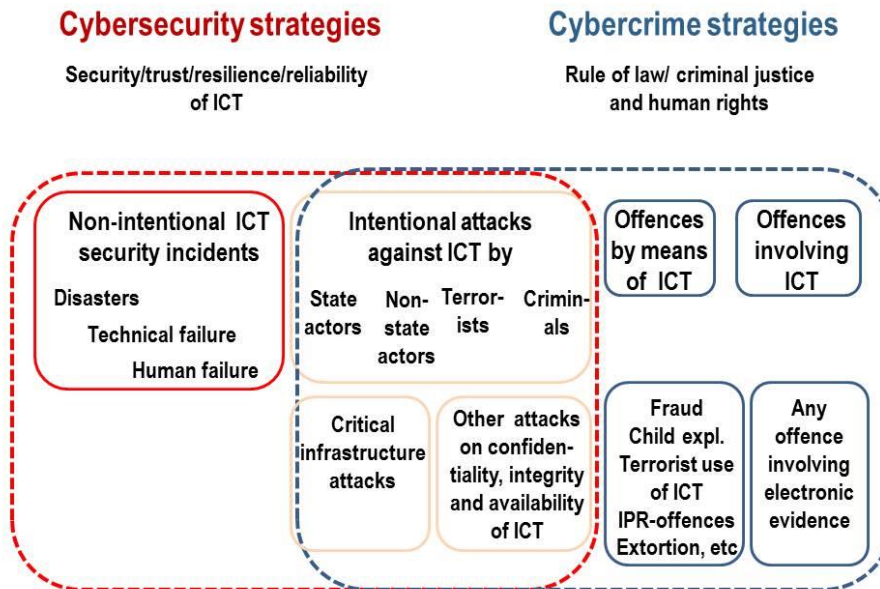 Cybersecurity strategies
Security/trust/resilience/reliability
of ICT
Cybercrime strategies
Rule of law/ criminal justice
and human rights
Non-intentional ICT
security incidents
Disasters
Technical failure
Human failure
Intentional attacks
against ICT by
State
actors
Non-
state
actors
Terror-
ists
Crimin-
als
Critical
infrastructure
attacks
Other attacks
on confiden-
tiality, integrity
and availability
of ICT
Offences
by means
of ICT
Offences
involving
ICT
Fraud
Child expl.
Terrorist use
of ICT
IPR-offences
Extortion, etc
Any
offence
involving
electronic
evidence